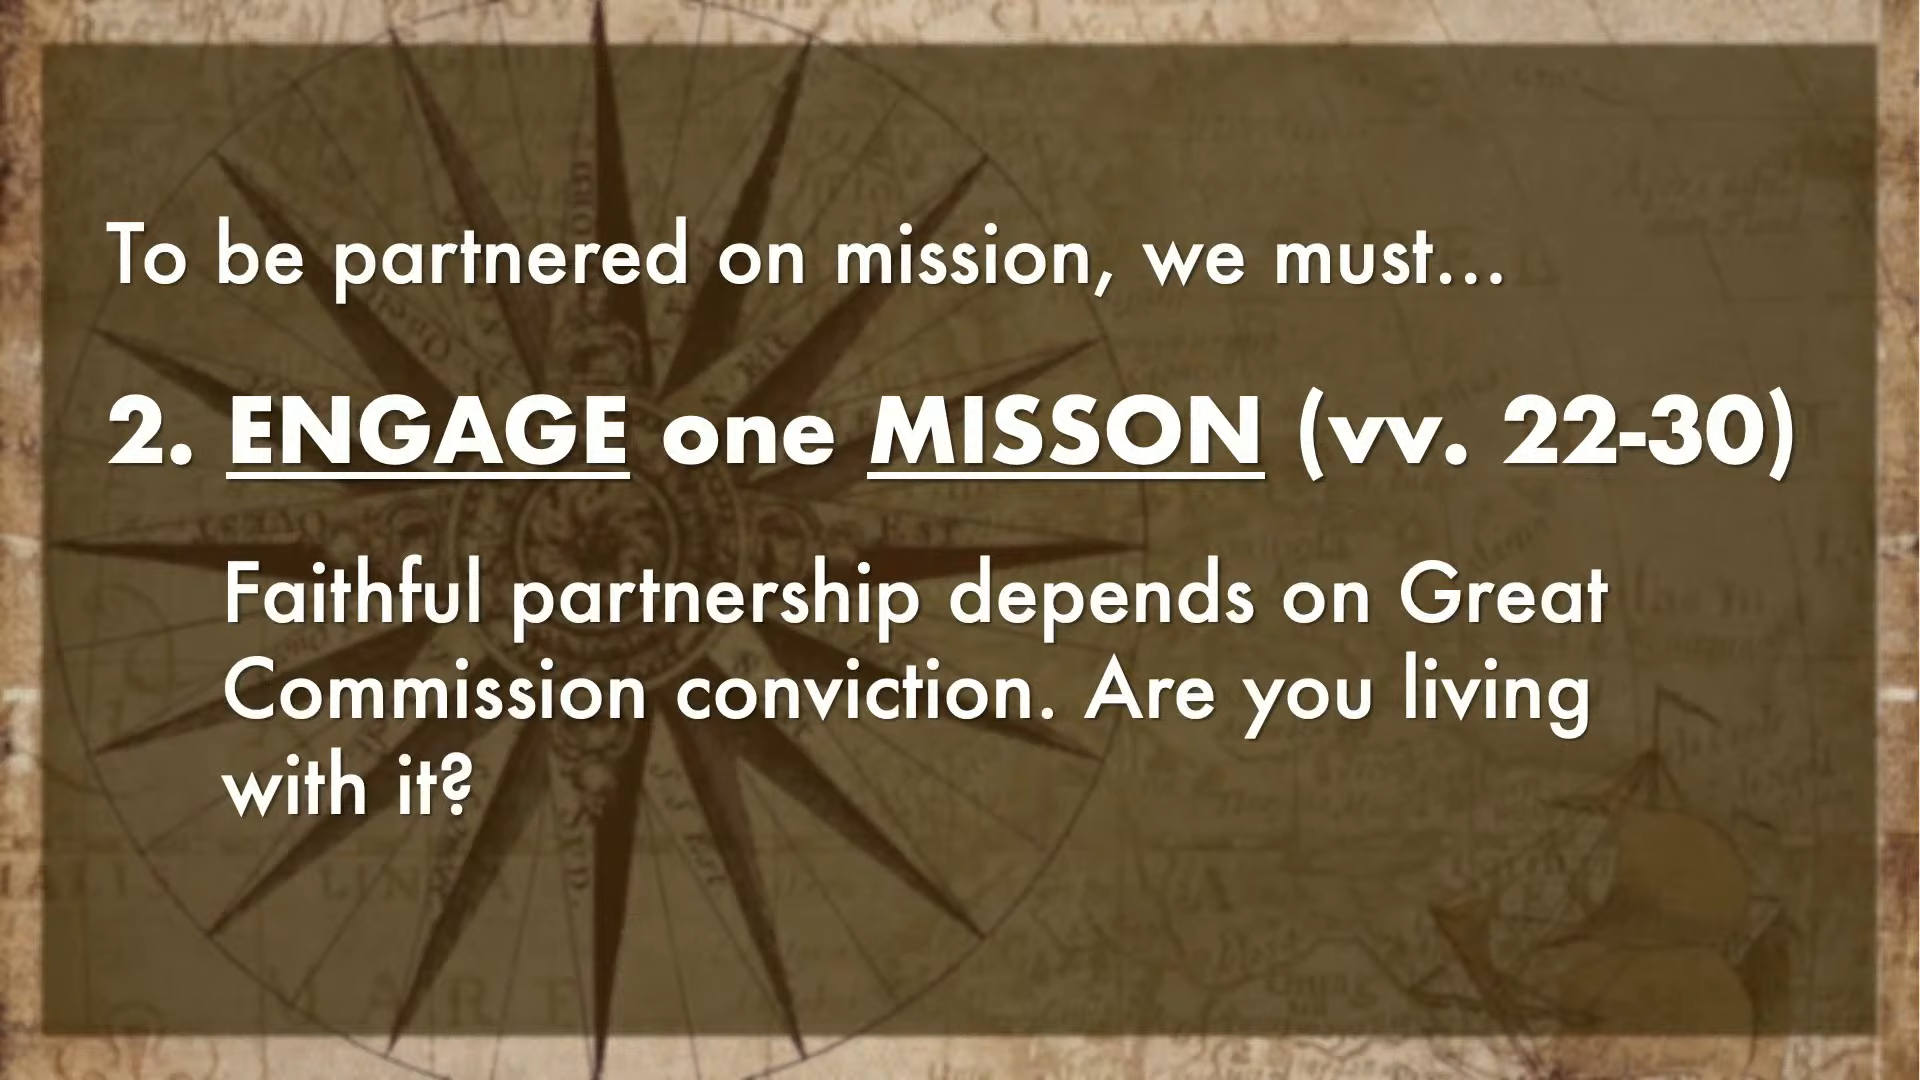 To be partnered on mission, we must...
2. ENGAGE one MISSON (vv. 22-30)
Faithful partnership depends on Great
Commission conviction. Are you living
with it?